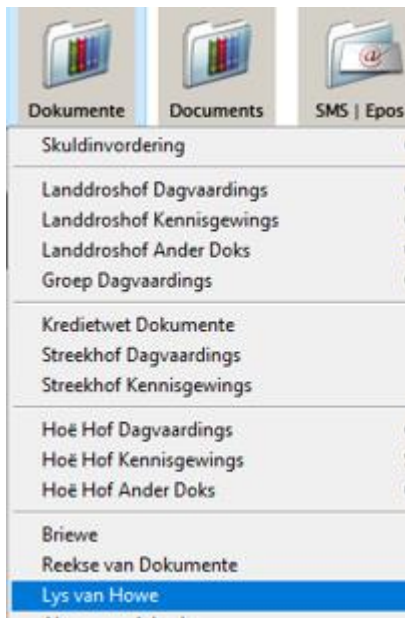 Dokumente
Documents
SMS | Epos
Skuldinvordering
Landdroshof Dagvaardings
Landdroshof Kennisgewings
Landdroshof Ander Doks
Groep Dagvaardings
Kredietwet Dokumente
Streekhof Dagvaardings
Streekhof Kennisgewings
Hoë Hof Dagvaardings
Hoë Hof Kennisgewings
Hoë Hof Ander Doks
Briewe
Reekse van Dokumente
Lys van Howe